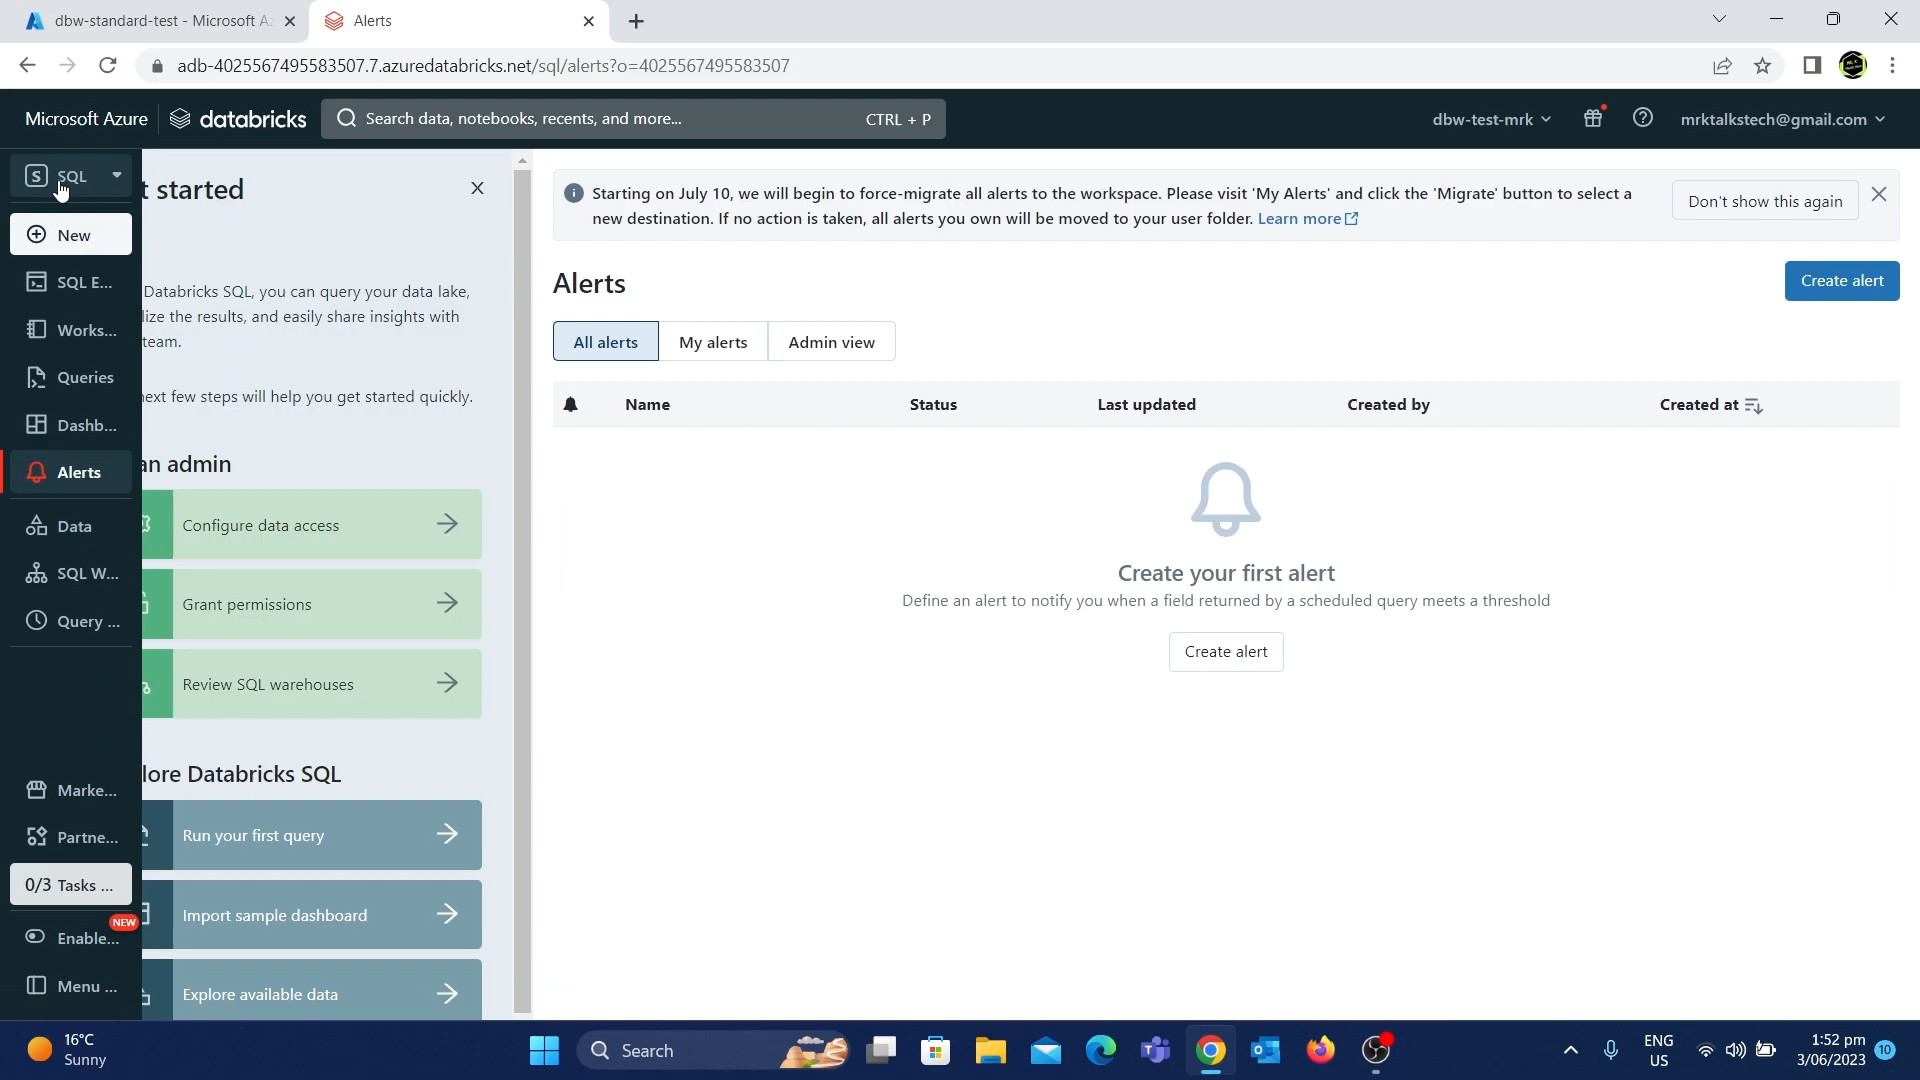 dbw-standard-test - Microsoft Az
Alerts
adb-4025567495583507.7.azuredatabricks.net/sql/alerts?o=4025567495583507
Microsoft Azure
databricks
Search data, notebooks, recents, and more...
CTRL + P
dbw-test-mrk
mrktalkstech@gmail.com
S SQL
New
SQL E...
Works...
Queries
Dashb...
Alerts
Data
SQL W...
Query ...
Marke...
Partne...
0/3 Tasks ...
NEW
Enable...
Menu ...
t started
Databricks SQL, you can query your data lake,
lize the results, and easily share insights with
team.
next few steps will help you get started quickly.
an admin
Configure data access
Grant permissions
Review SQL warehouses
lore Databricks SQL
Run your first query
Import sample dashboard
Explore available data
Starting on July 10, we will begin to force-migrate all alerts to the workspace. Please visit 'My Alerts' and click the 'Migrate' button to select a
new destination. If no action is taken, all alerts you own will be moved to your user folder. Learn more
Don't show this again
Alerts
Create alert
All alerts
My alerts
Admin view
Name
Status
Last updated
Created by
Created at
Create your first alert
Define an alert to notify you when a field returned by a scheduled query meets a threshold
Create alert
16°C
Sunny
Search
ENG
US
1:52 pm
3/06/2023
10